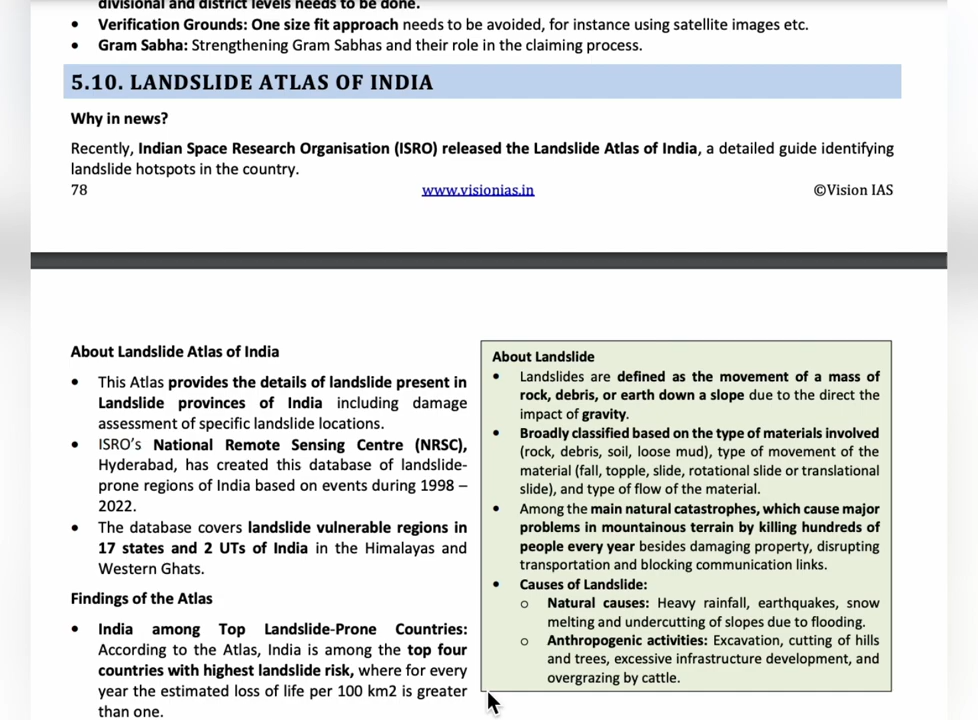 divisional and district levels needs to be done.
• Verification Grounds: One size fit approach needs to be avoided, for instance using satellite images etc.
• Gram Sabha: Strengthening Gram Sabhas and their role in the claiming process.
5.10. LANDSLIDE ATLAS OF INDIA
Why in news?
Recently, Indian Space Research Organisation (ISRO) released the Landslide Atlas of India, a detailed guide identifying
landslide hotspots in the country.
78 www.visionias.in ©Vision IAS
About Landslide Atlas of India
• This Atlas provides the details of landslide present in
Landslide provinces of India including damage
assessment of specific landslide locations.
• ISRO’s National Remote Sensing Centre (NRSC),
Hyderabad, has created this database of landslide-
prone regions of India based on events during 1998 –
2022.
• The database covers landslide vulnerable regions in
17 states and 2 UTs of India in the Himalayas and
Western Ghats.
Findings of the Atlas
• India among Top Landslide-Prone Countries:
According to the Atlas, India is among the top four
countries with highest landslide risk, where for every
year the estimated loss of life per 100 km2 is greater
than one.
About Landslide
• Landslides are defined as the movement of a mass of
rock, debris, or earth down a slope due to the direct the
impact of gravity.
• Broadly classified based on the type of materials involved
(rock, debris, soil, loose mud), type of movement of the
material (fall, topple, slide, rotational slide or translational
slide), and type of flow of the material.
• Among the main natural catastrophes, which cause major
problems in mountainous terrain by killing hundreds of
people every year besides damaging property, disrupting
transportation and blocking communication links.
• Causes of Landslide:
o Natural causes: Heavy rainfall, earthquakes, snow
melting and undercutting of slopes due to flooding.
o Anthropogenic activities: Excavation, cutting of hills
and trees, excessive infrastructure development, and
overgrazing by cattle.